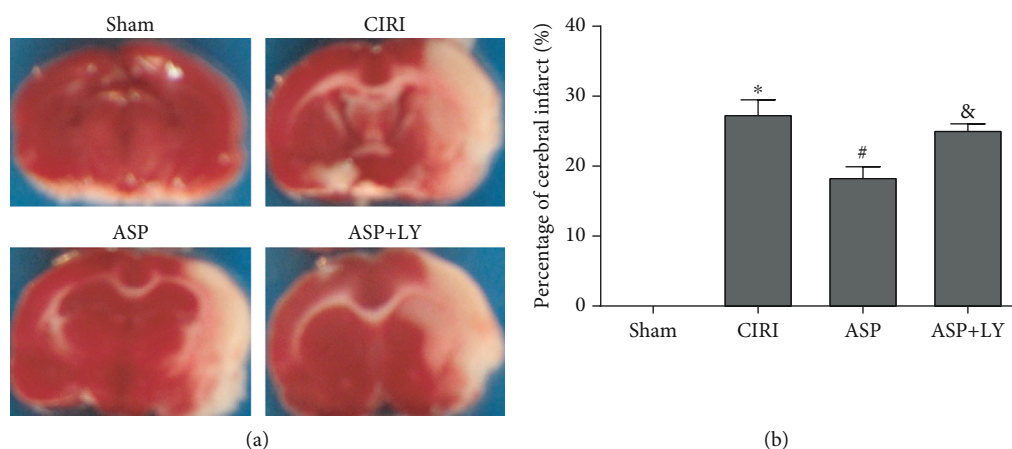 Sham
CIRI
ASP
ASP+LY
(a)
Percentage of cerebral infarct (%)
40
30
20
10
0
*
#
&
Sham
CIRI
ASP
ASP+LY
(b)